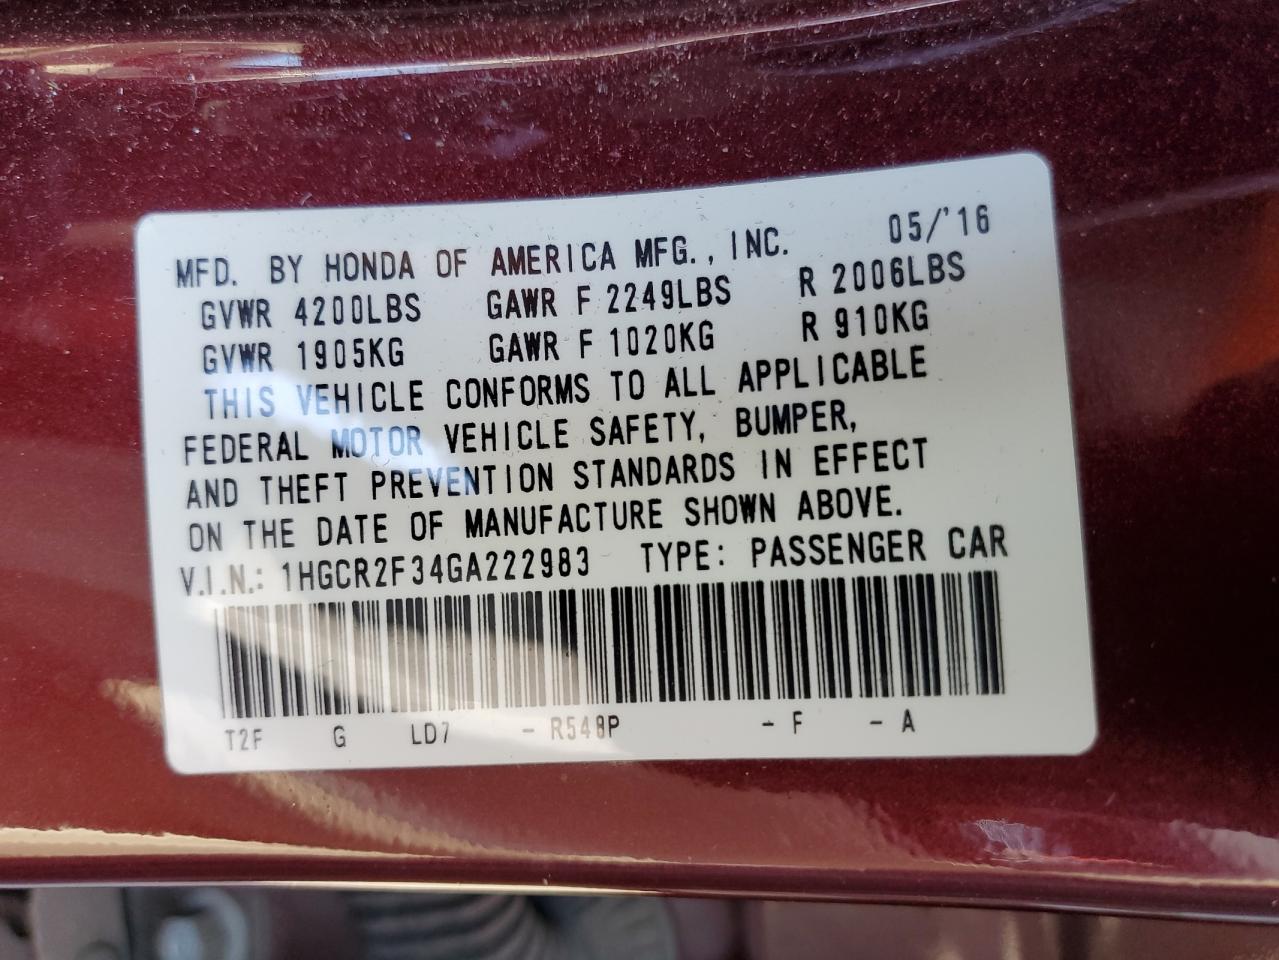 MFD. BY HONDA OF AMERICA MFG., INC. 05/'16
GVWR 4200LBS GAWR F 2249LBS R 2006LBS
GVWR 1905KG GAWR F 1020KG R 910KG
THIS VEHICLE CONFORMS TO ALL APPLICABLE
FEDERAL MOTOR VEHICLE SAFETY, BUMPER,
AND THEFT PREVENTION STANDARDS IN EFFECT
ON THE DATE OF MANUFACTURE SHOWN ABOVE.
V.I.N.: 1HGCR2F34GA222983 TYPE: PASSENGER CAR
T2F G LD7 - R548P - F - A